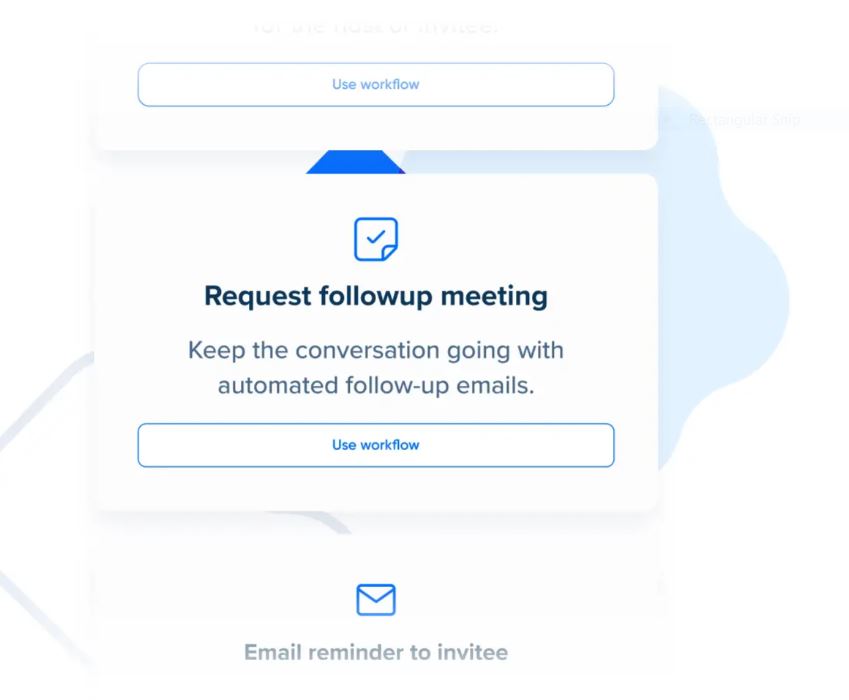 for the host or invitee.
Use workflow
Rectangular Snip
Request followup meeting
Keep the conversation going with
automated follow-up emails.
Use workflow
Email reminder to invitee